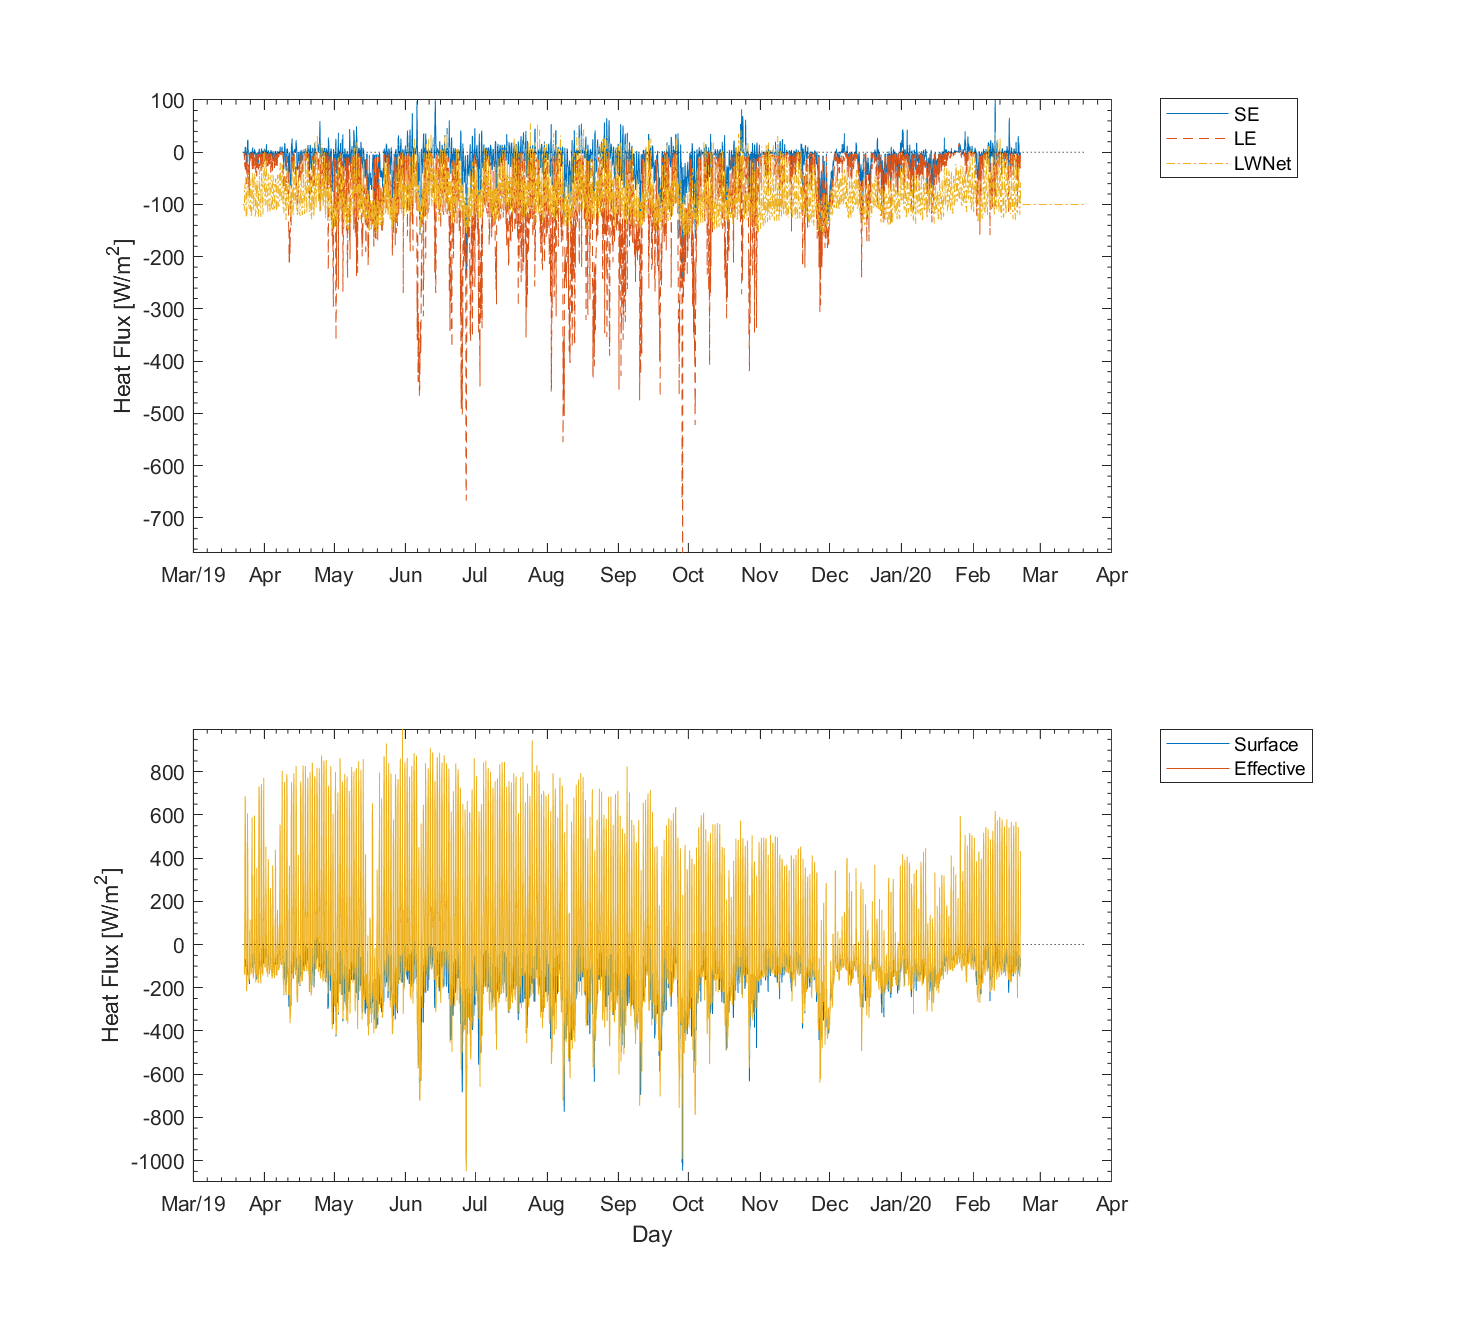 100
0
-100
-200
-300
-400
-500
-600
-700
Heat Flux [W/m²]
Mar/19 Apr May Jun Jul Aug Sep Oct Nov Dec Jan/20 Feb Mar Apr
SE
LE
LWNet
800
600
400
200
0
-200
-400
-600
-800
-1000
Heat Flux [W/m²]
Mar/19 Apr May Jun Jul Aug Sep Oct Nov Dec Jan/20 Feb Mar Apr
Day
Surface
Effective